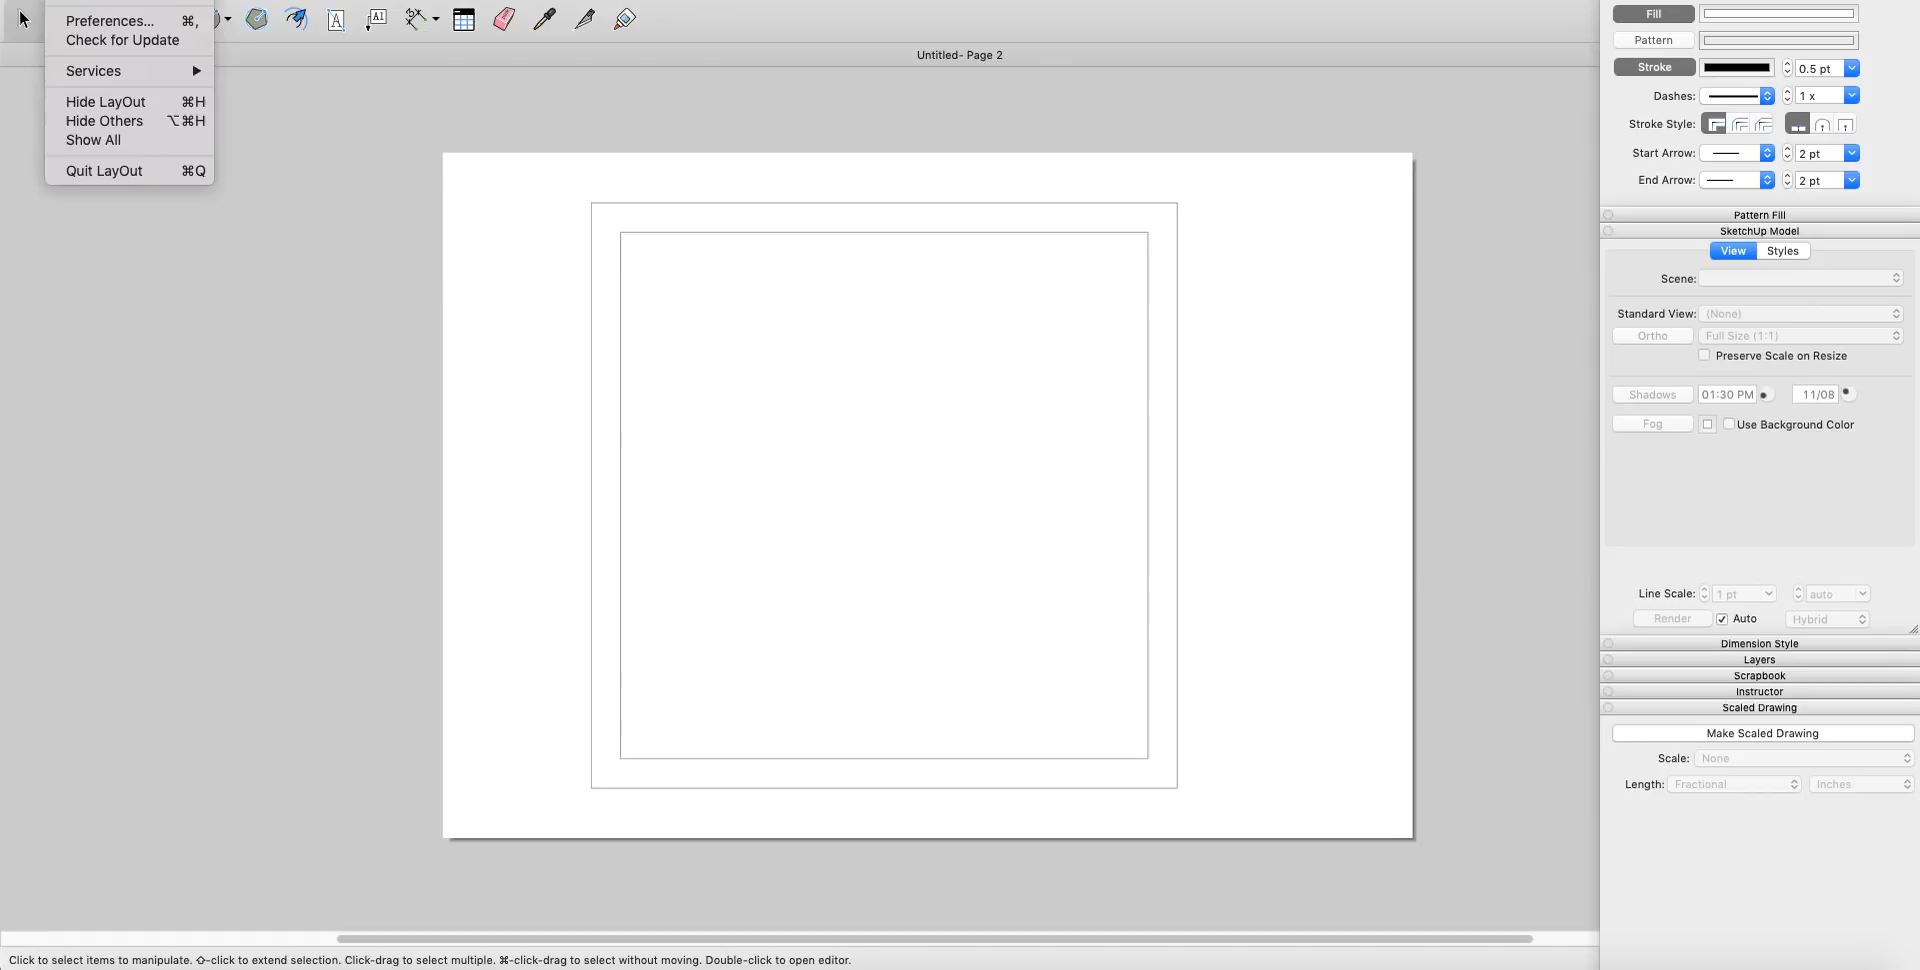 Preferences... ⌘,
Check for Update
Services
Hide LayOut ⌘H
Hide Others ⌥⌘H
Show All
Quit LayOut ⌘Q
A
A1
Untitled- Page 2
Fill
Pattern
Stroke 0.5 pt
Dashes: 1 x
Stroke Style:
Start Arrow: 2 pt
End Arrow: 2 pt
Pattern Fill
SketchUp Model
View Styles
Scene:
Standard View: (None)
Ortho Full Size (1:1)
Preserve Scale on Resize
Shadows 01:30 PM 11/08
Fog Use Background Color
Line Scale: 1 pt auto
Render Auto Hybrid
Dimension Style
Layers
Scrapbook
Instructor
Scaled Drawing
Make Scaled Drawing
Scale: None
Length: Fractional Inches
Click to select items to manipulate. ⇧-click to extend selection. Click-drag to select multiple. ⌘-click-drag to select without moving. Double-click to open editor.